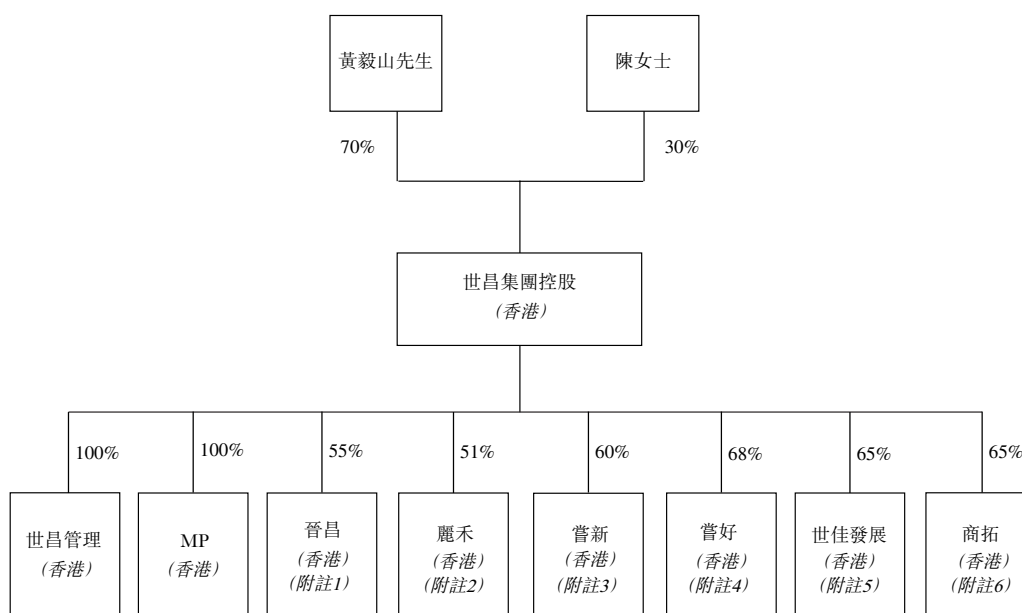 黃毅山先生
陳女士
70%
30%
世昌集團控股
(香港)
100%
100%
55%
51%
60%
68%
65%
65%
世昌管理
(香港)
MP
(香港)
晉昌
(香港)
(附註1)
麗禾
(香港)
(附註2)
嘗新
(香港)
(附註3)
嘗好
(香港)
(附註4)
世佳發展
(香港)
(附註5)
商拓
(香港)
(附註6)